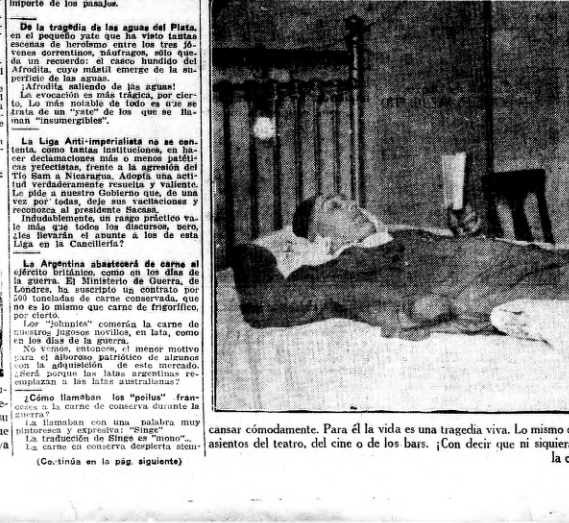 importe de los pasajes.
De la tragedia de las aguas del Plata,
en el pequeño yate que ha visto tantas
escenas de heroísmo entre los tres jó-
venes correntinos, náufragos, sólo que-
da un recuerdo: el casco hundido del
Afrodita, cuyo mástil emerge de la su-
perficie de las aguas.
¡Afrodita saliendo de las aguas!
La evocación es más trágica, por cier-
to. Lo más notable de todo es que se
trata de un "yate" de los que se lla-
man "insumergibles".
La Liga Anti-imperialista no se con-
tenta, como tantas instituciones, en ha-
cer declamaciones más o menos patéti-
cas yefectistas, frente a la agresión del
Tío Sam a Nicaragua. Adopta una acti-
tud verdaderamente resuelta y valiente.
Le pide a nuestro Gobierno que, de una
vez por todas, deje sus vacilaciones y
reconozca al presidente Sacasa.
Indudablemente, un rasgo práctico va-
le más que todos los discursos, pero,
¿les llevarán el apunte a los de esta
Liga en la Cancillería?
La Argentina abastecerá de carne al
ejército británico, como en los días de
la guerra. El Ministerio de Guerra, de
Londres, ha suscripto un contrato por
500 toneladas de carne conservada, que
no es lo mismo que carne de frigorífico,
por cierto.
Los "johnnies" comerán la carne de
nuestros jugosos novillos, en lata, como
en los días de la guerra.
No vemos, entonces, el menor motivo
para el alborozo patriótico de algunos
con la adquisición de este mercado.
¿Será porque las latas argentinas re-
emplazan a las latas australianas?
¿Cómo llamaban los "poilus" fran-
ceses a la carne de conserva durante la
guerra?
La llamaban con una palabra muy
pintoresca y expresiva: "Singe"
La traducción de Singe es "mono"...
La carne en conserva despierta siem-
(Continúa en la pág. siguiente)
cansar cómodamente. Para él la vida es una tragedia viva. Lo mismo
asientos del teatro, del cine o de los bars. ¡Con decir que ni siquier
la